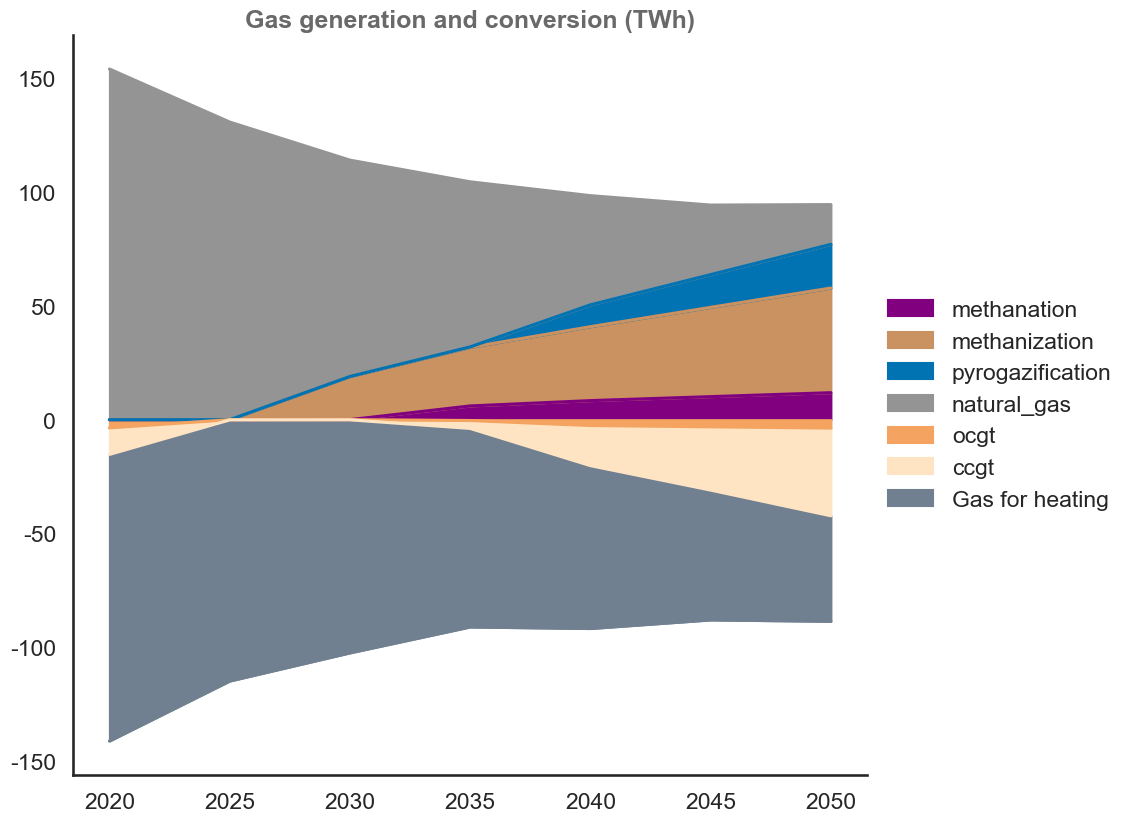 Gas generation and conversion (TWh)
150
100
50
0
-50
-100
-150
2020 2025 2030 2035 2040 2045 2050
methanation
methanization
pyrogazification
natural_gas
ocgt
ccgt
Gas for heating